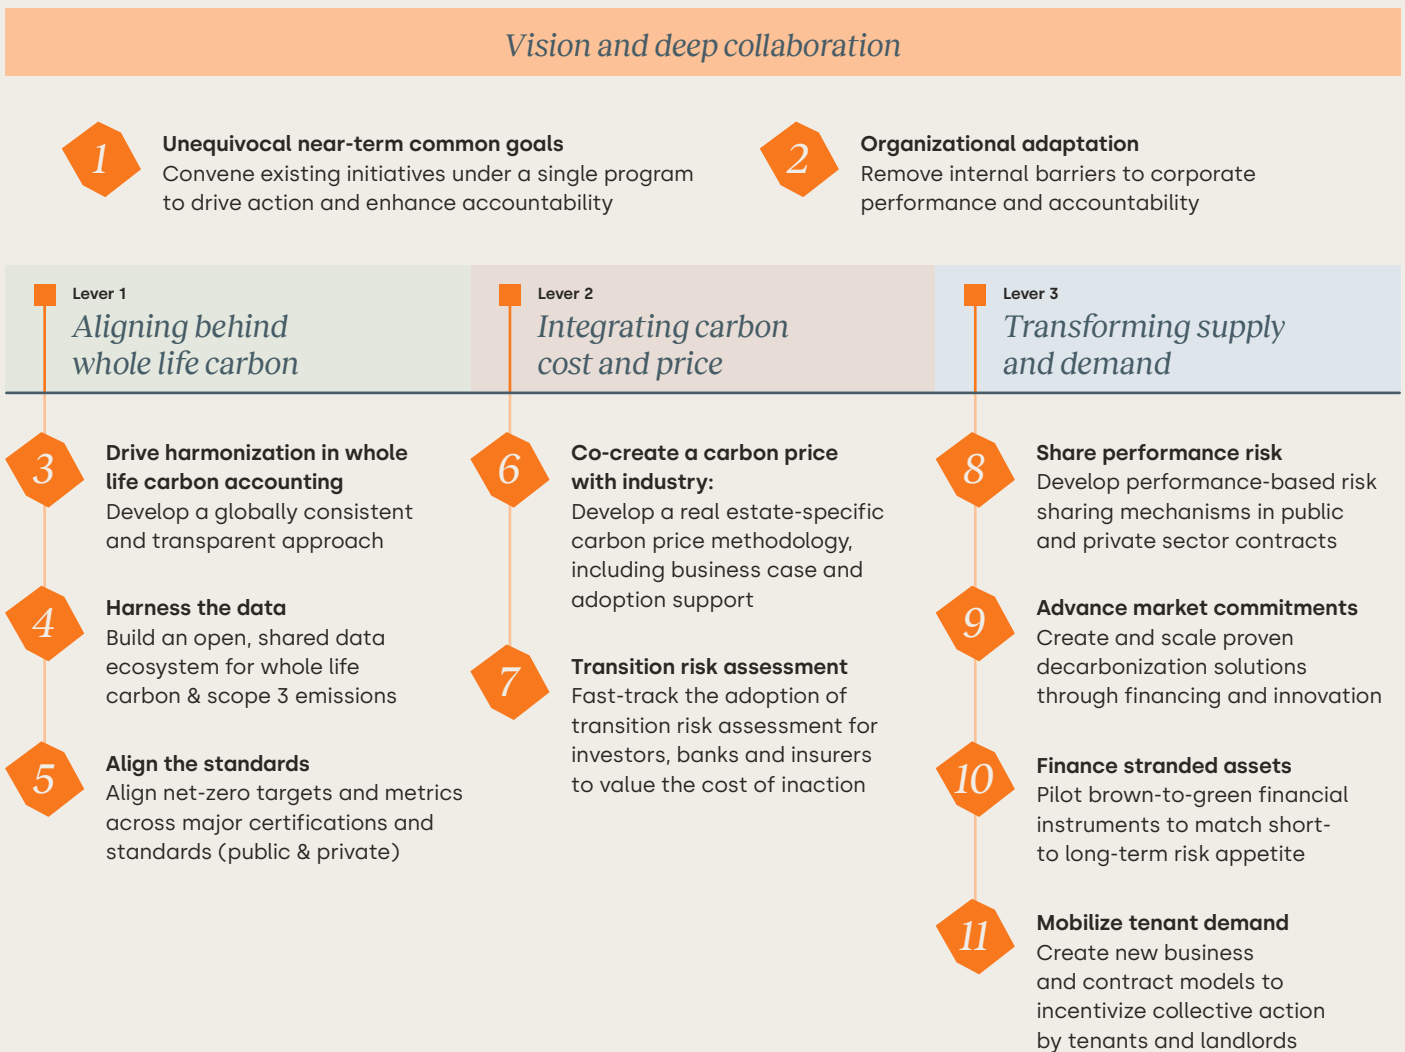 Vision and deep collaboration
1
Unequivocal near-term common goals
Convene existing initiatives under a single program
to drive action and enhance accountability
2
Organizational adaptation
Remove internal barriers to corporate
performance and accountability
Lever 1
Aligning behind
whole life carbon
3
Drive harmonization in whole
life carbon accounting
Develop a globally consistent
and transparent approach
4
Harness the data
Build an open, shared data
ecosystem for whole life
carbon & scope 3 emissions
5
Align the standards
Align net-zero targets and metrics
across major certifications and
standards (public & private)
Lever 2
Integrating carbon
cost and price
6
Co-create a carbon price
with industry:
Develop a real estate-specific
carbon price methodology,
including business case and
adoption support
7
Transition risk assessment
Fast-track the adoption of
transition risk assessment for
investors, banks and insurers
to value the cost of inaction
Lever 3
Transforming supply
and demand
8
Share performance risk
Develop performance-based risk
sharing mechanisms in public
and private sector contracts
9
Advance market commitments
Create and scale proven
decarbonization solutions
through financing and innovation
10
Finance stranded assets
Pilot brown-to-green financial
instruments to match short-
to long-term risk appetite
11
Mobilize tenant demand
Create new business
and contract models to
incentivize collective action
by tenants and landlords